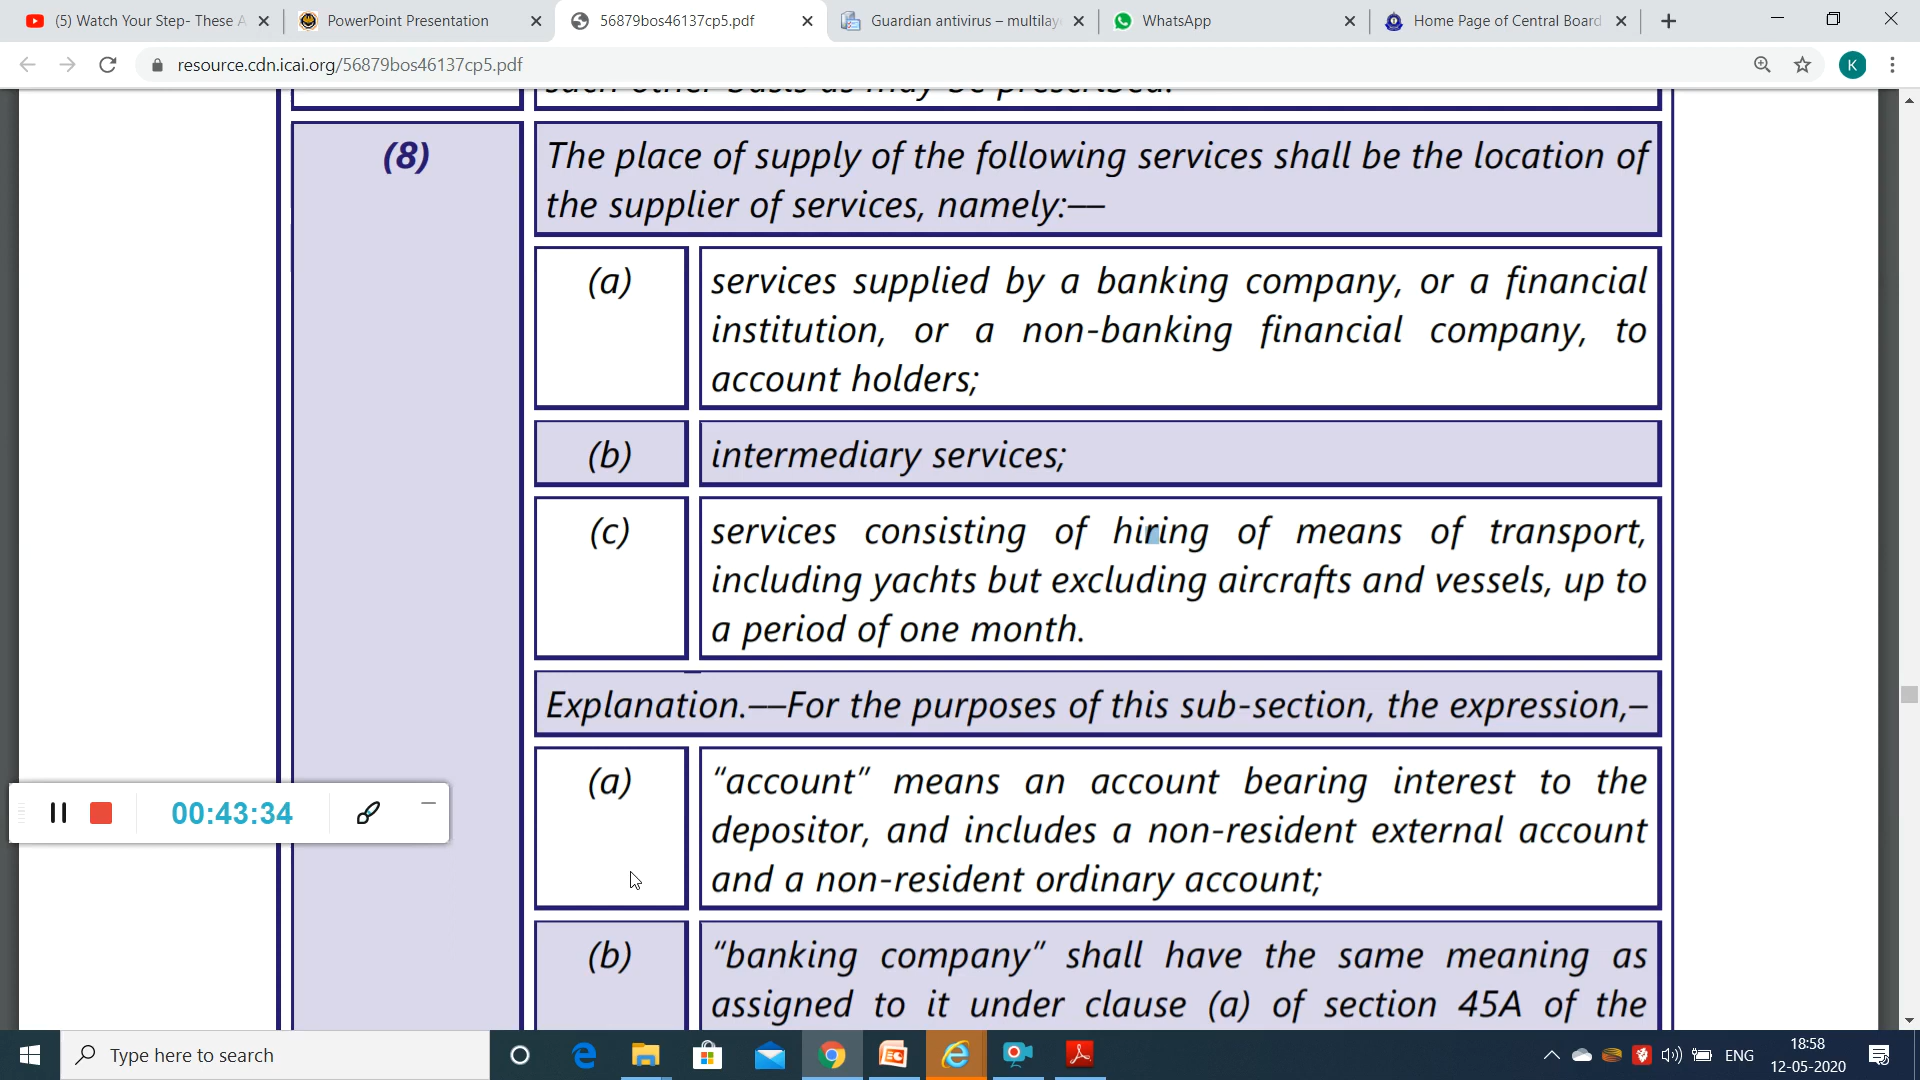 (5) Watch Your Step- These A
PowerPoint Presentation
56879bos46137cp5.pdf
Guardian antivirus – multilay
WhatsApp
Home Page of Central Board
resource.cdn.icai.org/56879bos46137cp5.pdf
K
such other basis as may be prescribed.
(8)
The place of supply of the following services shall be the location of
the supplier of services, namely:––
(a)
services supplied by a banking company, or a financial
institution, or a non-banking financial company, to
account holders;
(b)
intermediary services;
(c)
services consisting of hiring of means of transport,
including yachts but excluding aircrafts and vessels, up to
a period of one month.
Explanation.––For the purposes of this sub-section, the expression,–
(a)
“account” means an account bearing interest to the
depositor, and includes a non-resident external account
and a non-resident ordinary account;
00:43:34
(b)
“banking company” shall have the same meaning as
assigned to it under clause (a) of section 45A of the
Type here to search
ENG
18:58
12-05-2020